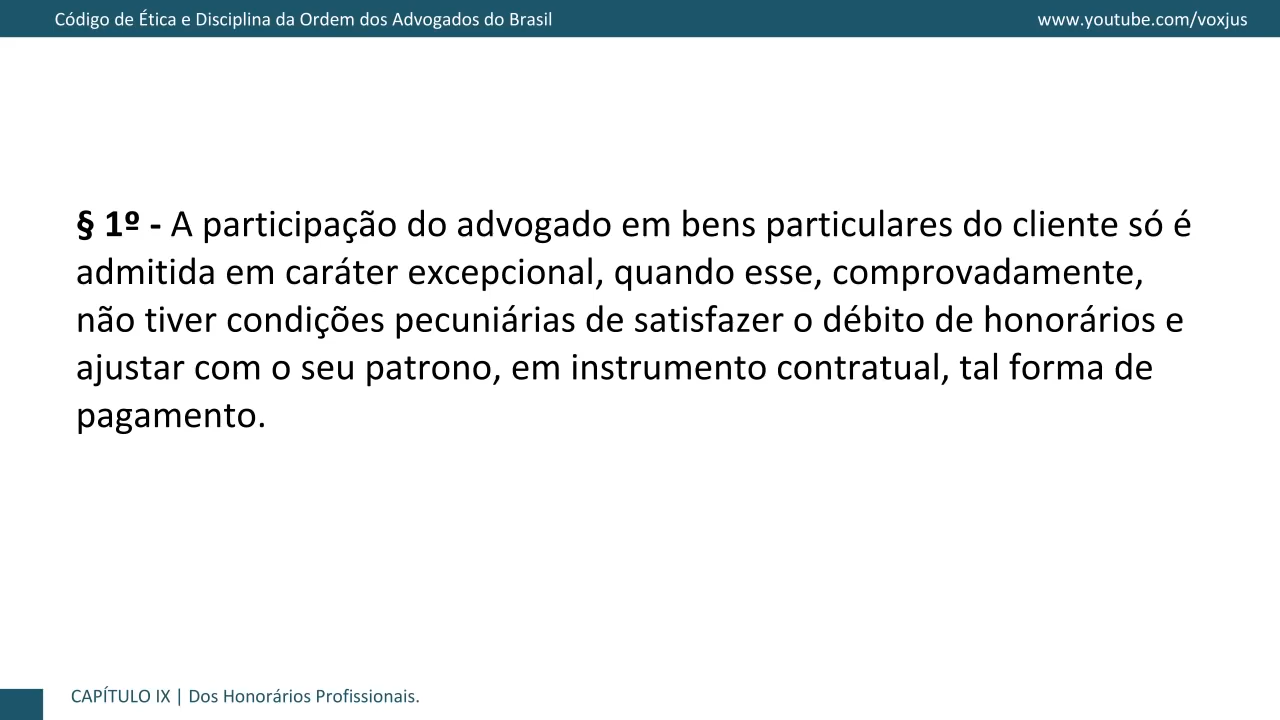 Código de Ética e Disciplina da Ordem dos Advogados do Brasil
www.youtube.com/voxjus
§ 1º - A participação do advogado em bens particulares do cliente só é
admitida em caráter excepcional, quando esse, comprovadamente,
não tiver condições pecuniárias de satisfazer o débito de honorários e
ajustar com o seu patrono, em instrumento contratual, tal forma de
pagamento.
CAPÍTULO IX | Dos Honorários Profissionais.